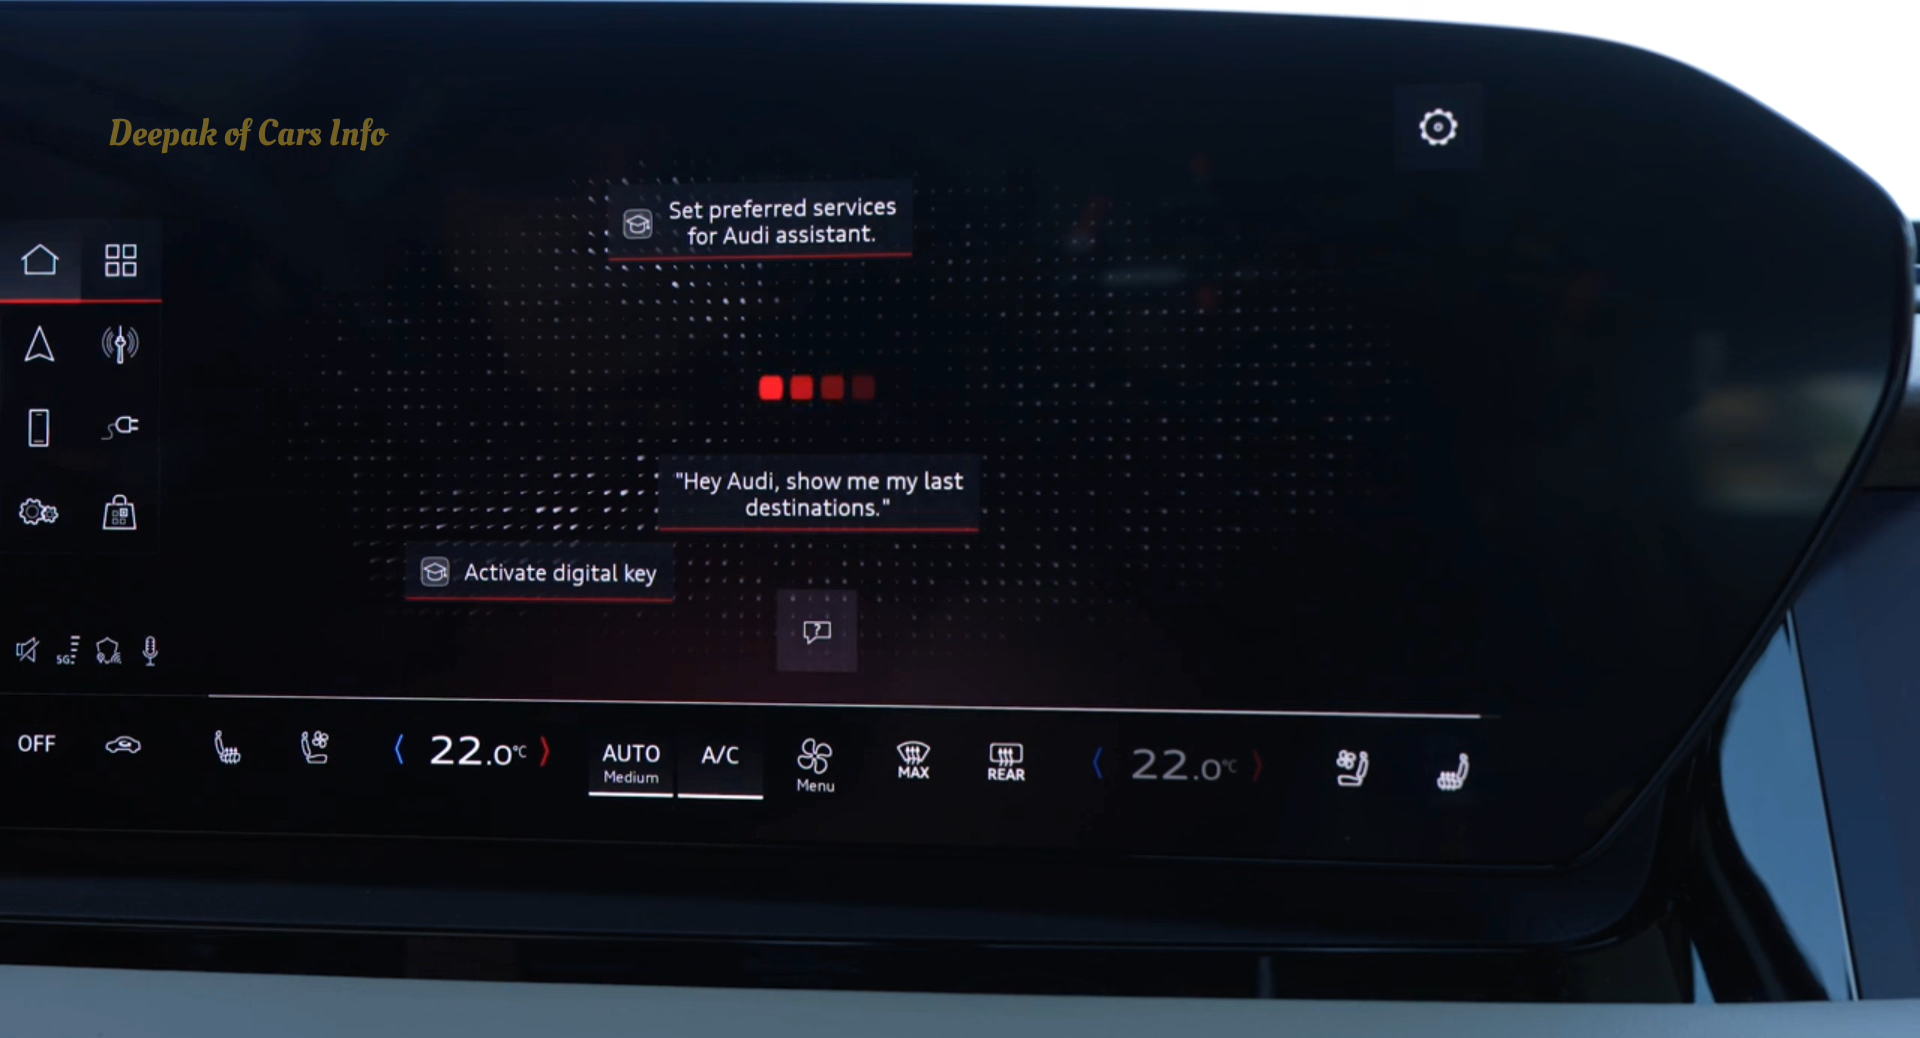 Deepak of Cars Info
Set preferred services
for Audi assistant.
"Hey Audi, show me my last
destinations."
Activate digital key
5G
OFF
22.0°C
AUTO
Medium
A/C
Menu
MAX
REAR
22.0°C